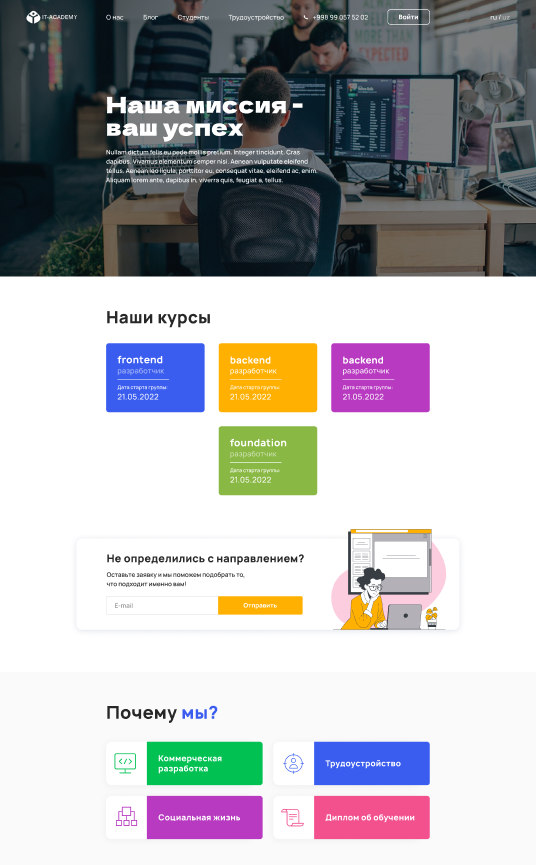 IT-ACADEMY
О нас
Блог
Студенты
Трудоустройство
+998 99 057 52 02
Войти
ru / uz
Наша миссия -
ваш успех
Nullam dictum felis eu pede mollis pretium. Integer tincidunt. Cras
dapibus. Vivamus elementum semper nisi. Aenean vulputate eleifend
tellus. Aenean leo ligula, porttitor eu, consequat vitae, eleifend ac, enim.
Aliquam lorem ante, dapibus in, viverra quis, feugiat a, tellus.
Наши курсы
frontend
разработчик
Дата старта группы:
21.05.2022
backend
разработчик
Дата старта группы:
21.05.2022
backend
разработчик
Дата старта группы:
21.05.2022
foundation
разработчик
Дата старта группы:
21.05.2022
Не определились с направлением?
Оставьте заявку и мы поможем подобрать то,
что подходит именно вам!
E-mail
Отправить
Почему мы?
Коммерческая
разработка
Трудоустройство
Социальная жизнь
Диплом об обучении